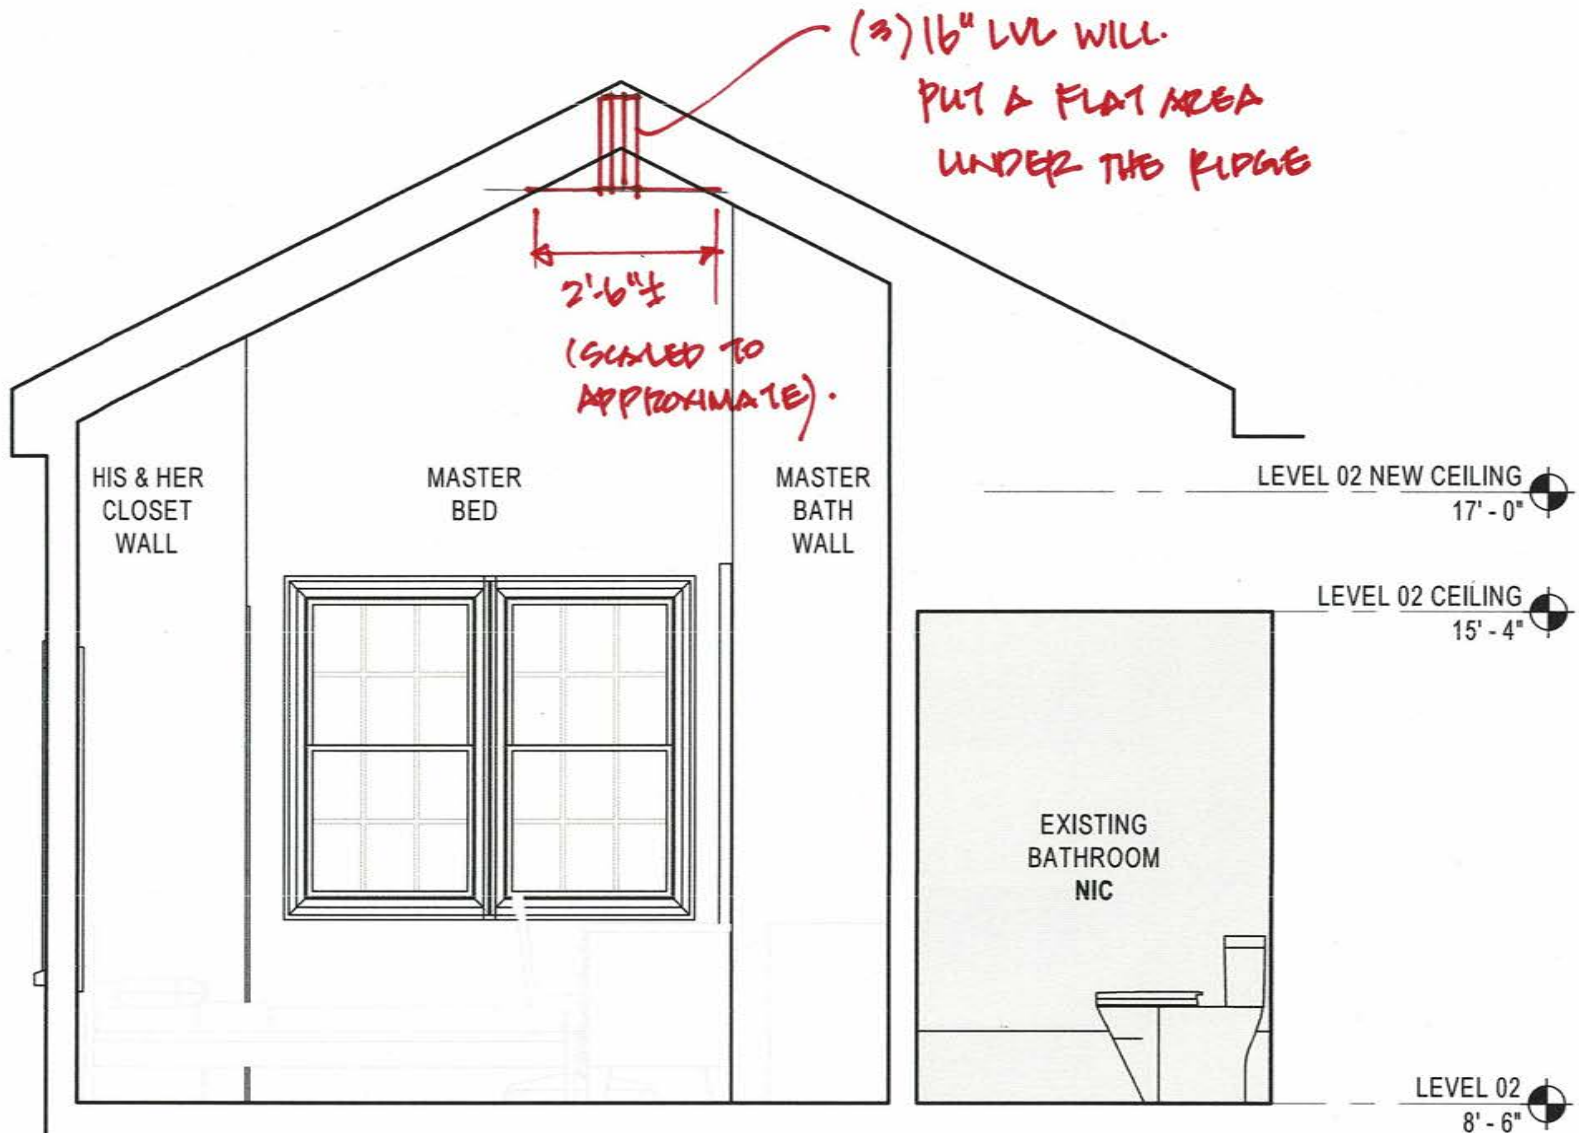 (3) 16" LVL WILL.
PUT A FLAT AREA
UNDER THE RIDGE
2'-6"±
(SCALED TO
APPROXIMATE).
HIS & HER
CLOSET
WALL
MASTER
BED
MASTER
BATH
WALL
LEVEL 02 NEW CEILING
17' - 0"
LEVEL 02 CEILING
15' - 4"
EXISTING
BATHROOM
NIC
LEVEL 02
8' - 6"